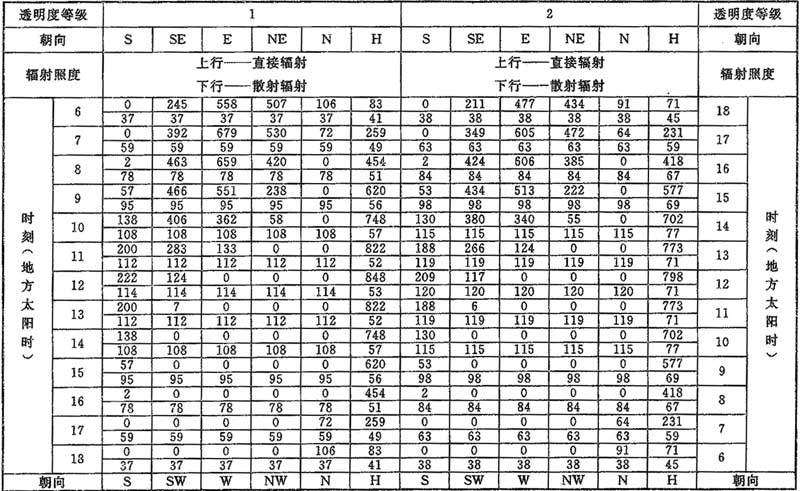 透明度等级 1 2 透明度等级
朝向 S SE E NE N H S SE E NE N H 朝向
辐射照度 上行——直接辐射 上行——直接辐射 辐射照度
下行——散射辐射 下行——散射辐射
时刻（地方太阳时） 时刻（地方太阳时）
6 0 245 558 507 106 83 0 211 477 434 91 71 18
37 37 37 37 37 41 38 38 38 38 38 45
7 0 392 679 530 72 259 0 349 605 472 64 231 17
59 59 59 59 59 49 63 63 63 63 63 59
8 2 463 659 420 0 454 2 424 606 385 0 418 16
78 78 78 78 78 51 84 84 84 84 84 67
9 57 466 551 238 0 620 53 434 513 222 0 577 15
95 95 95 95 95 56 98 98 98 98 98 69
10 138 406 362 58 0 748 130 380 340 55 0 702 14
108 108 108 108 108 57 115 115 115 115 115 77
11 200 283 133 0 0 822 188 266 124 0 0 773 13
112 112 112 112 112 52 119 119 119 119 119 71
12 222 124 0 0 0 848 209 117 0 0 0 798 12
114 114 114 114 114 53 120 120 120 120 120 71
13 200 7 0 0 0 822 188 6 0 0 0 773 11
112 112 112 112 112 52 119 119 119 119 119 71
14 138 0 0 0 0 748 130 0 0 0 0 702 10
108 108 108 108 108 57 115 115 115 115 115 77
15 57 0 0 0 0 620 53 0 0 0 0 577 9
95 95 95 95 95 56 98 98 98 98 98 69
16 2 0 0 0 0 454 2 0 0 0 0 418 8
78 78 78 78 78 51 84 84 84 84 84 67
17 0 0 0 0 72 259 0 0 0 0 64 231 7
59 59 59 59 59 49 63 63 63 63 63 59
18 0 0 0 0 106 83 0 0 0 0 91 71 6
37 37 37 37 37 41 38 38 38 38 38 45
朝向 S SW W NW N H S SW W NW N H 朝向